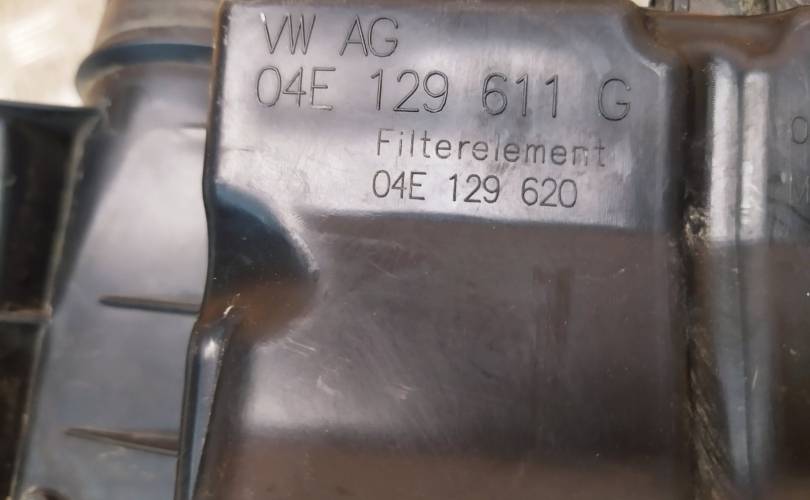 VW AG
04E 129 611 G
Filterelement
04E 129 620